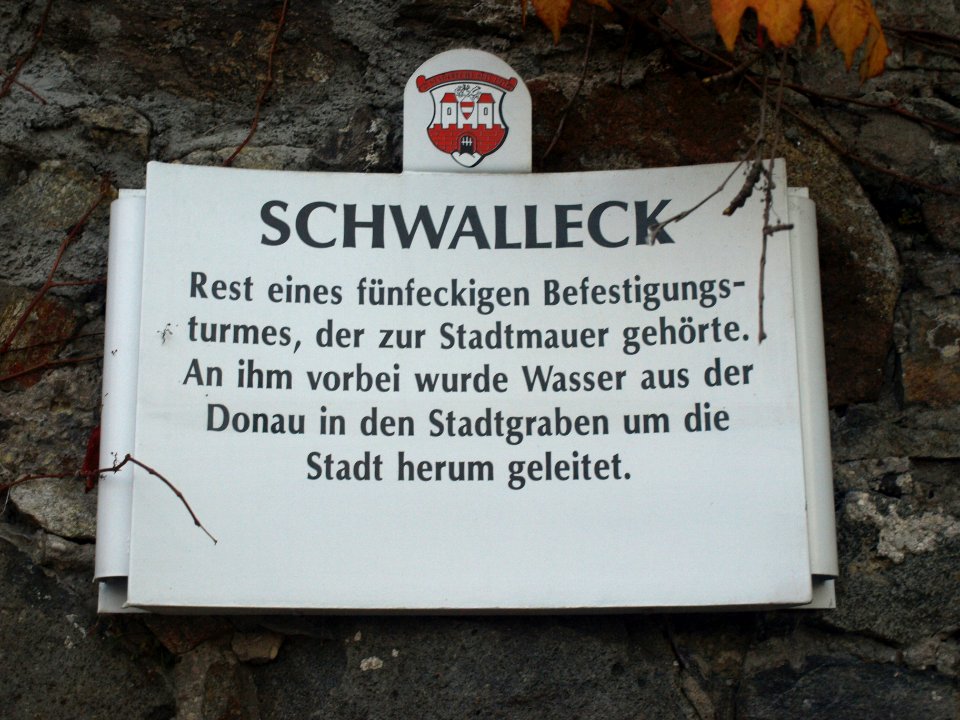 SCHWALLECK
Rest eines fünfeckigen Befestigungs-
turmes, der zur Stadtmauer gehörte.
An ihm vorbei wurde Wasser aus der
Donau in den Stadtgraben um die
Stadt herum geleitet.